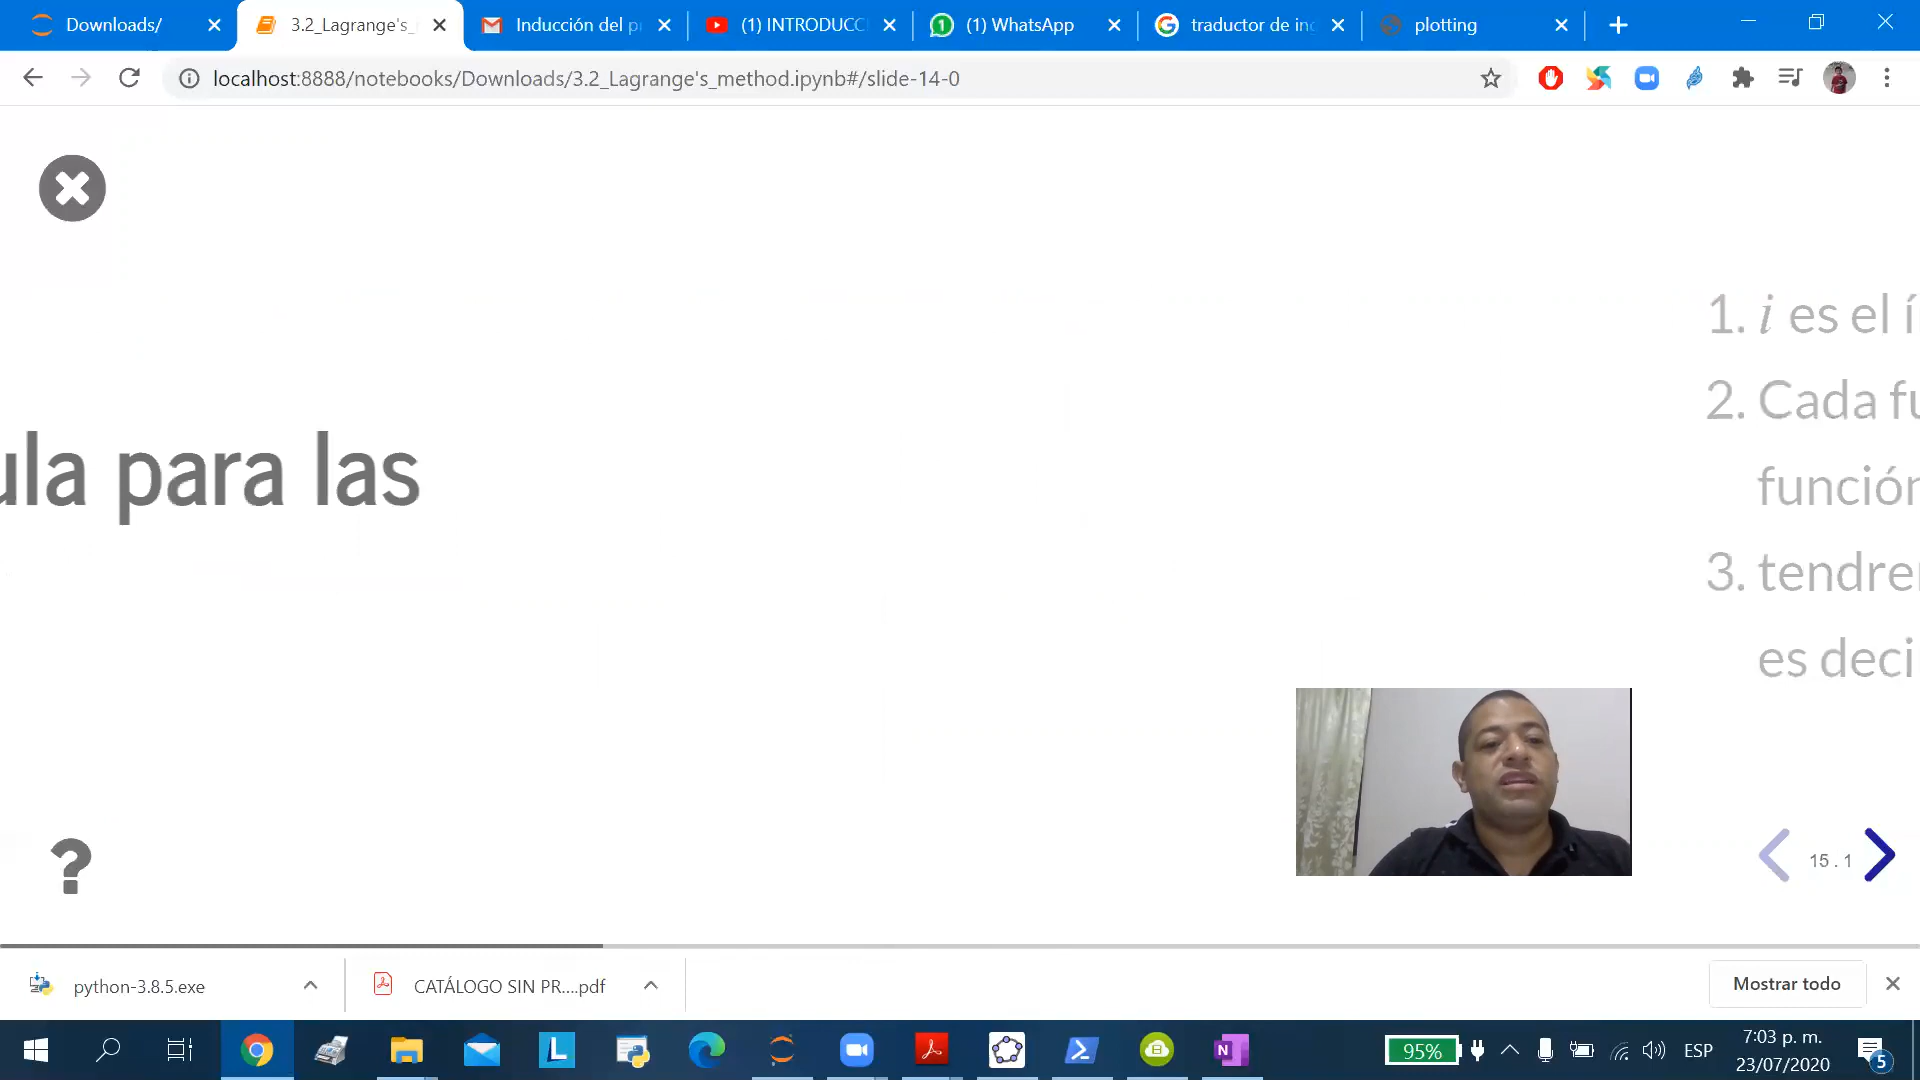 Downloads/
3.2_Lagrange's_
Inducción del p
(1) INTRODUCC
(1) WhatsApp
traductor de in
plotting
localhost:8888/notebooks/Downloads/3.2_Lagrange's_method.ipynb#/slide-14-0
ula para las
1. i es el í
2. Cada fu
función
3. tendre
es deci
?
15 . 1
python-3.8.5.exe
CATÁLOGO SIN PR....pdf
Mostrar todo
95%
ESP
7:03 p. m.
23/07/2020
5